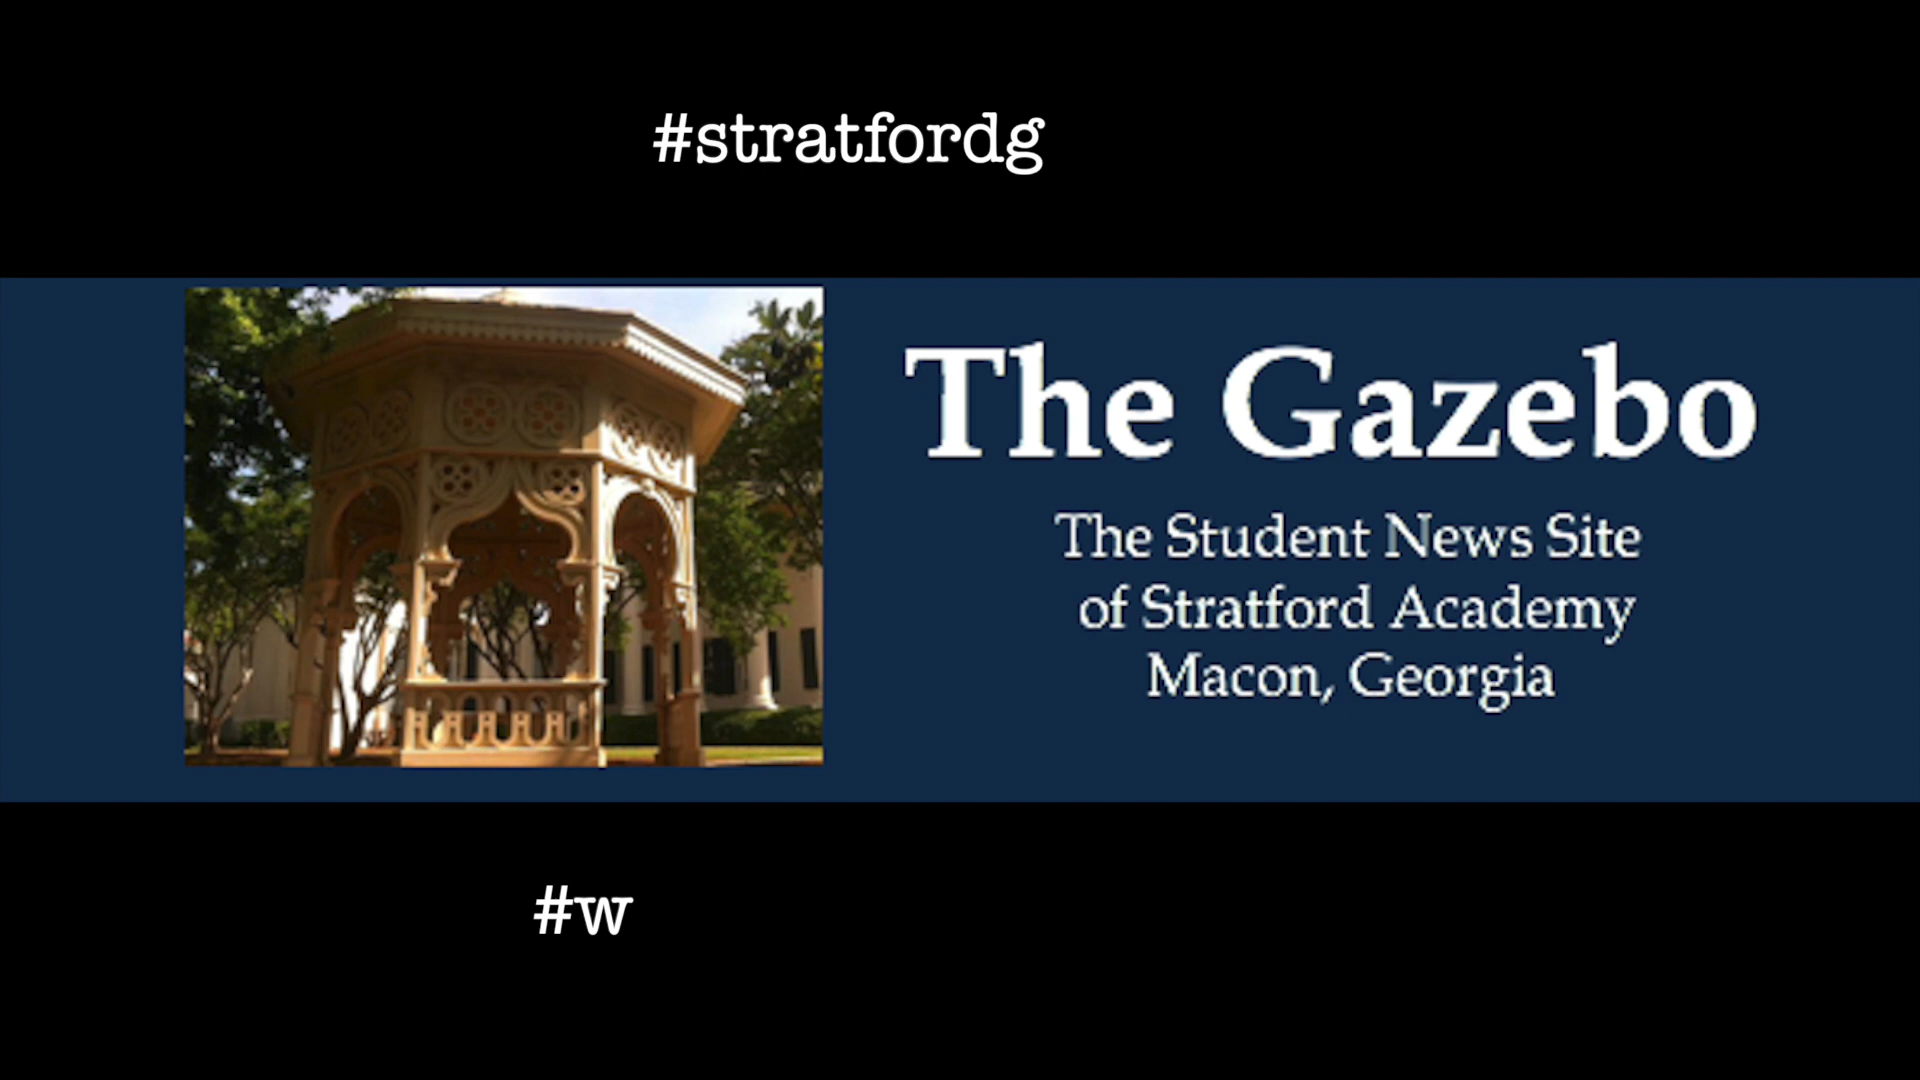 #stratfordg
The Gazebo
The Student News Site
of Stratford Academy
Macon, Georgia
#w